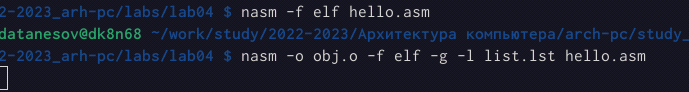 2-2023_arh-pc/labs/lab04 $ nasm -f elf hello.asm
datanesov@dk8n68 ~/work/study/2022-2023/Архитектура компьютера/arch-pc/study_
2-2023_arh-pc/labs/lab04 $ nasm -o obj.o -f elf -g -l list.lst hello.asm